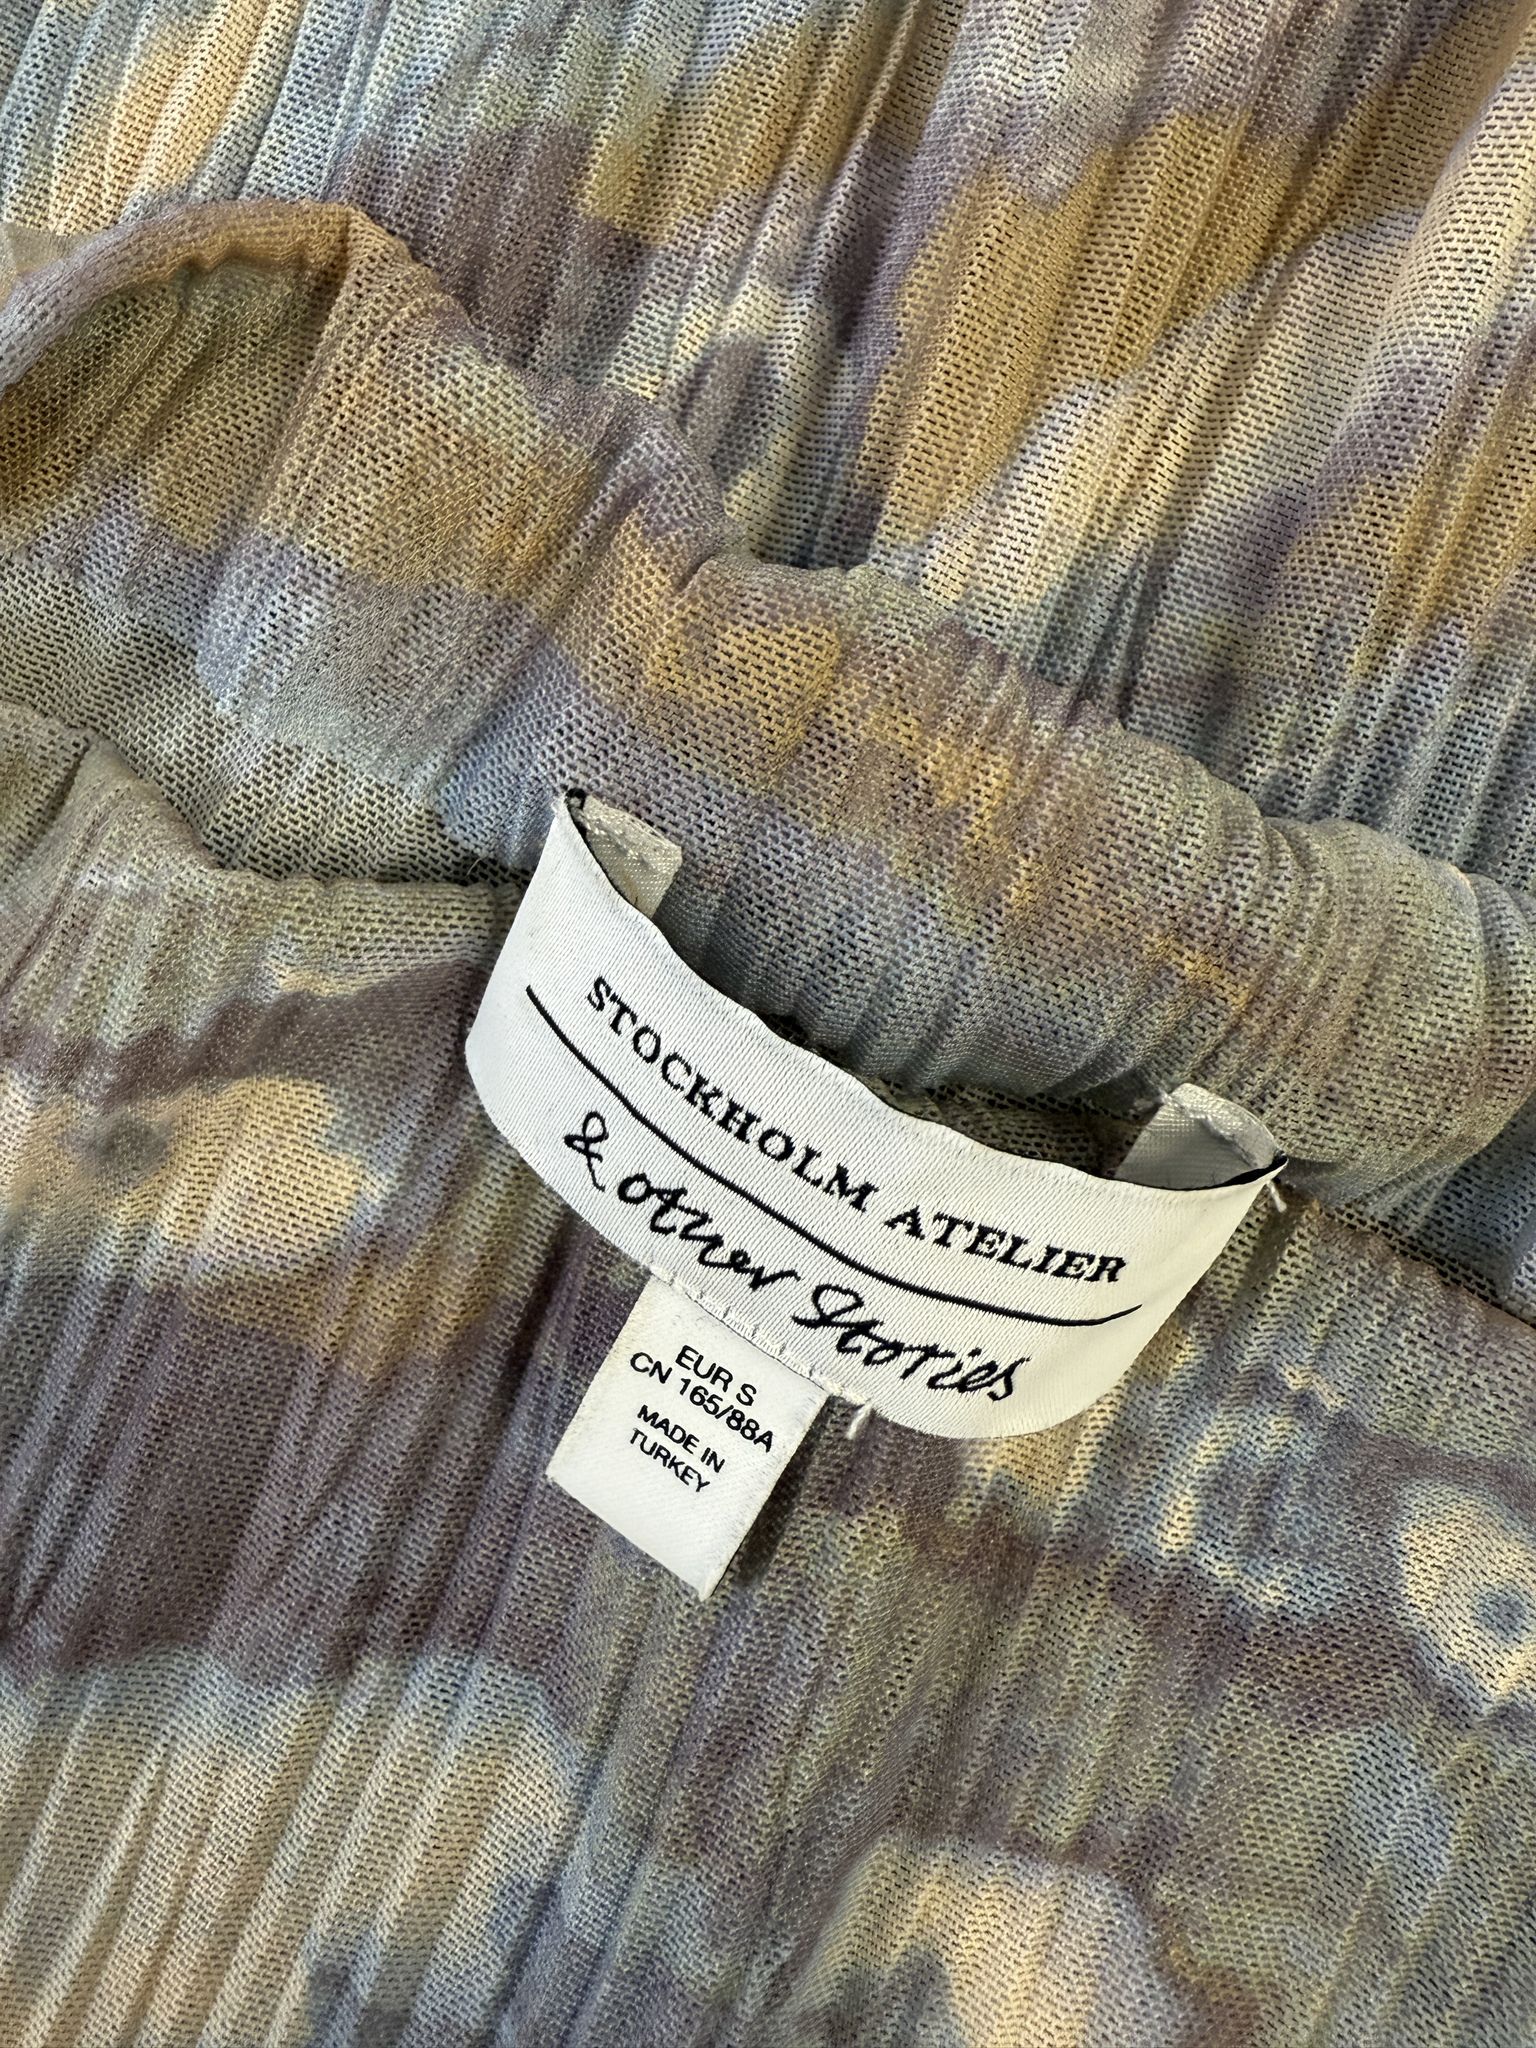 STOCKHOLM ATELIER
& other Stories
EUR S
CN 165/88A
MADE IN
TURKEY